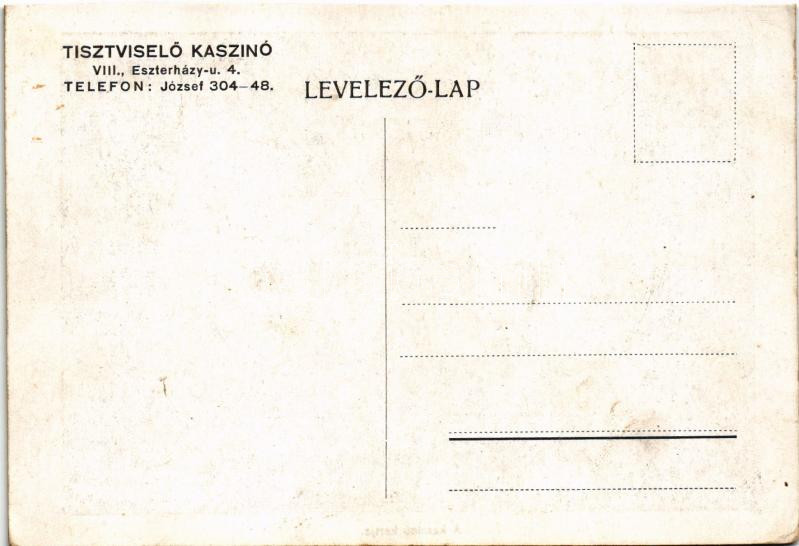 TISZTVISELŐ KASZINÓ
VIII., Eszterházy-u. 4.
TELEFON: József 304—48.
LEVELEZŐ-LAP